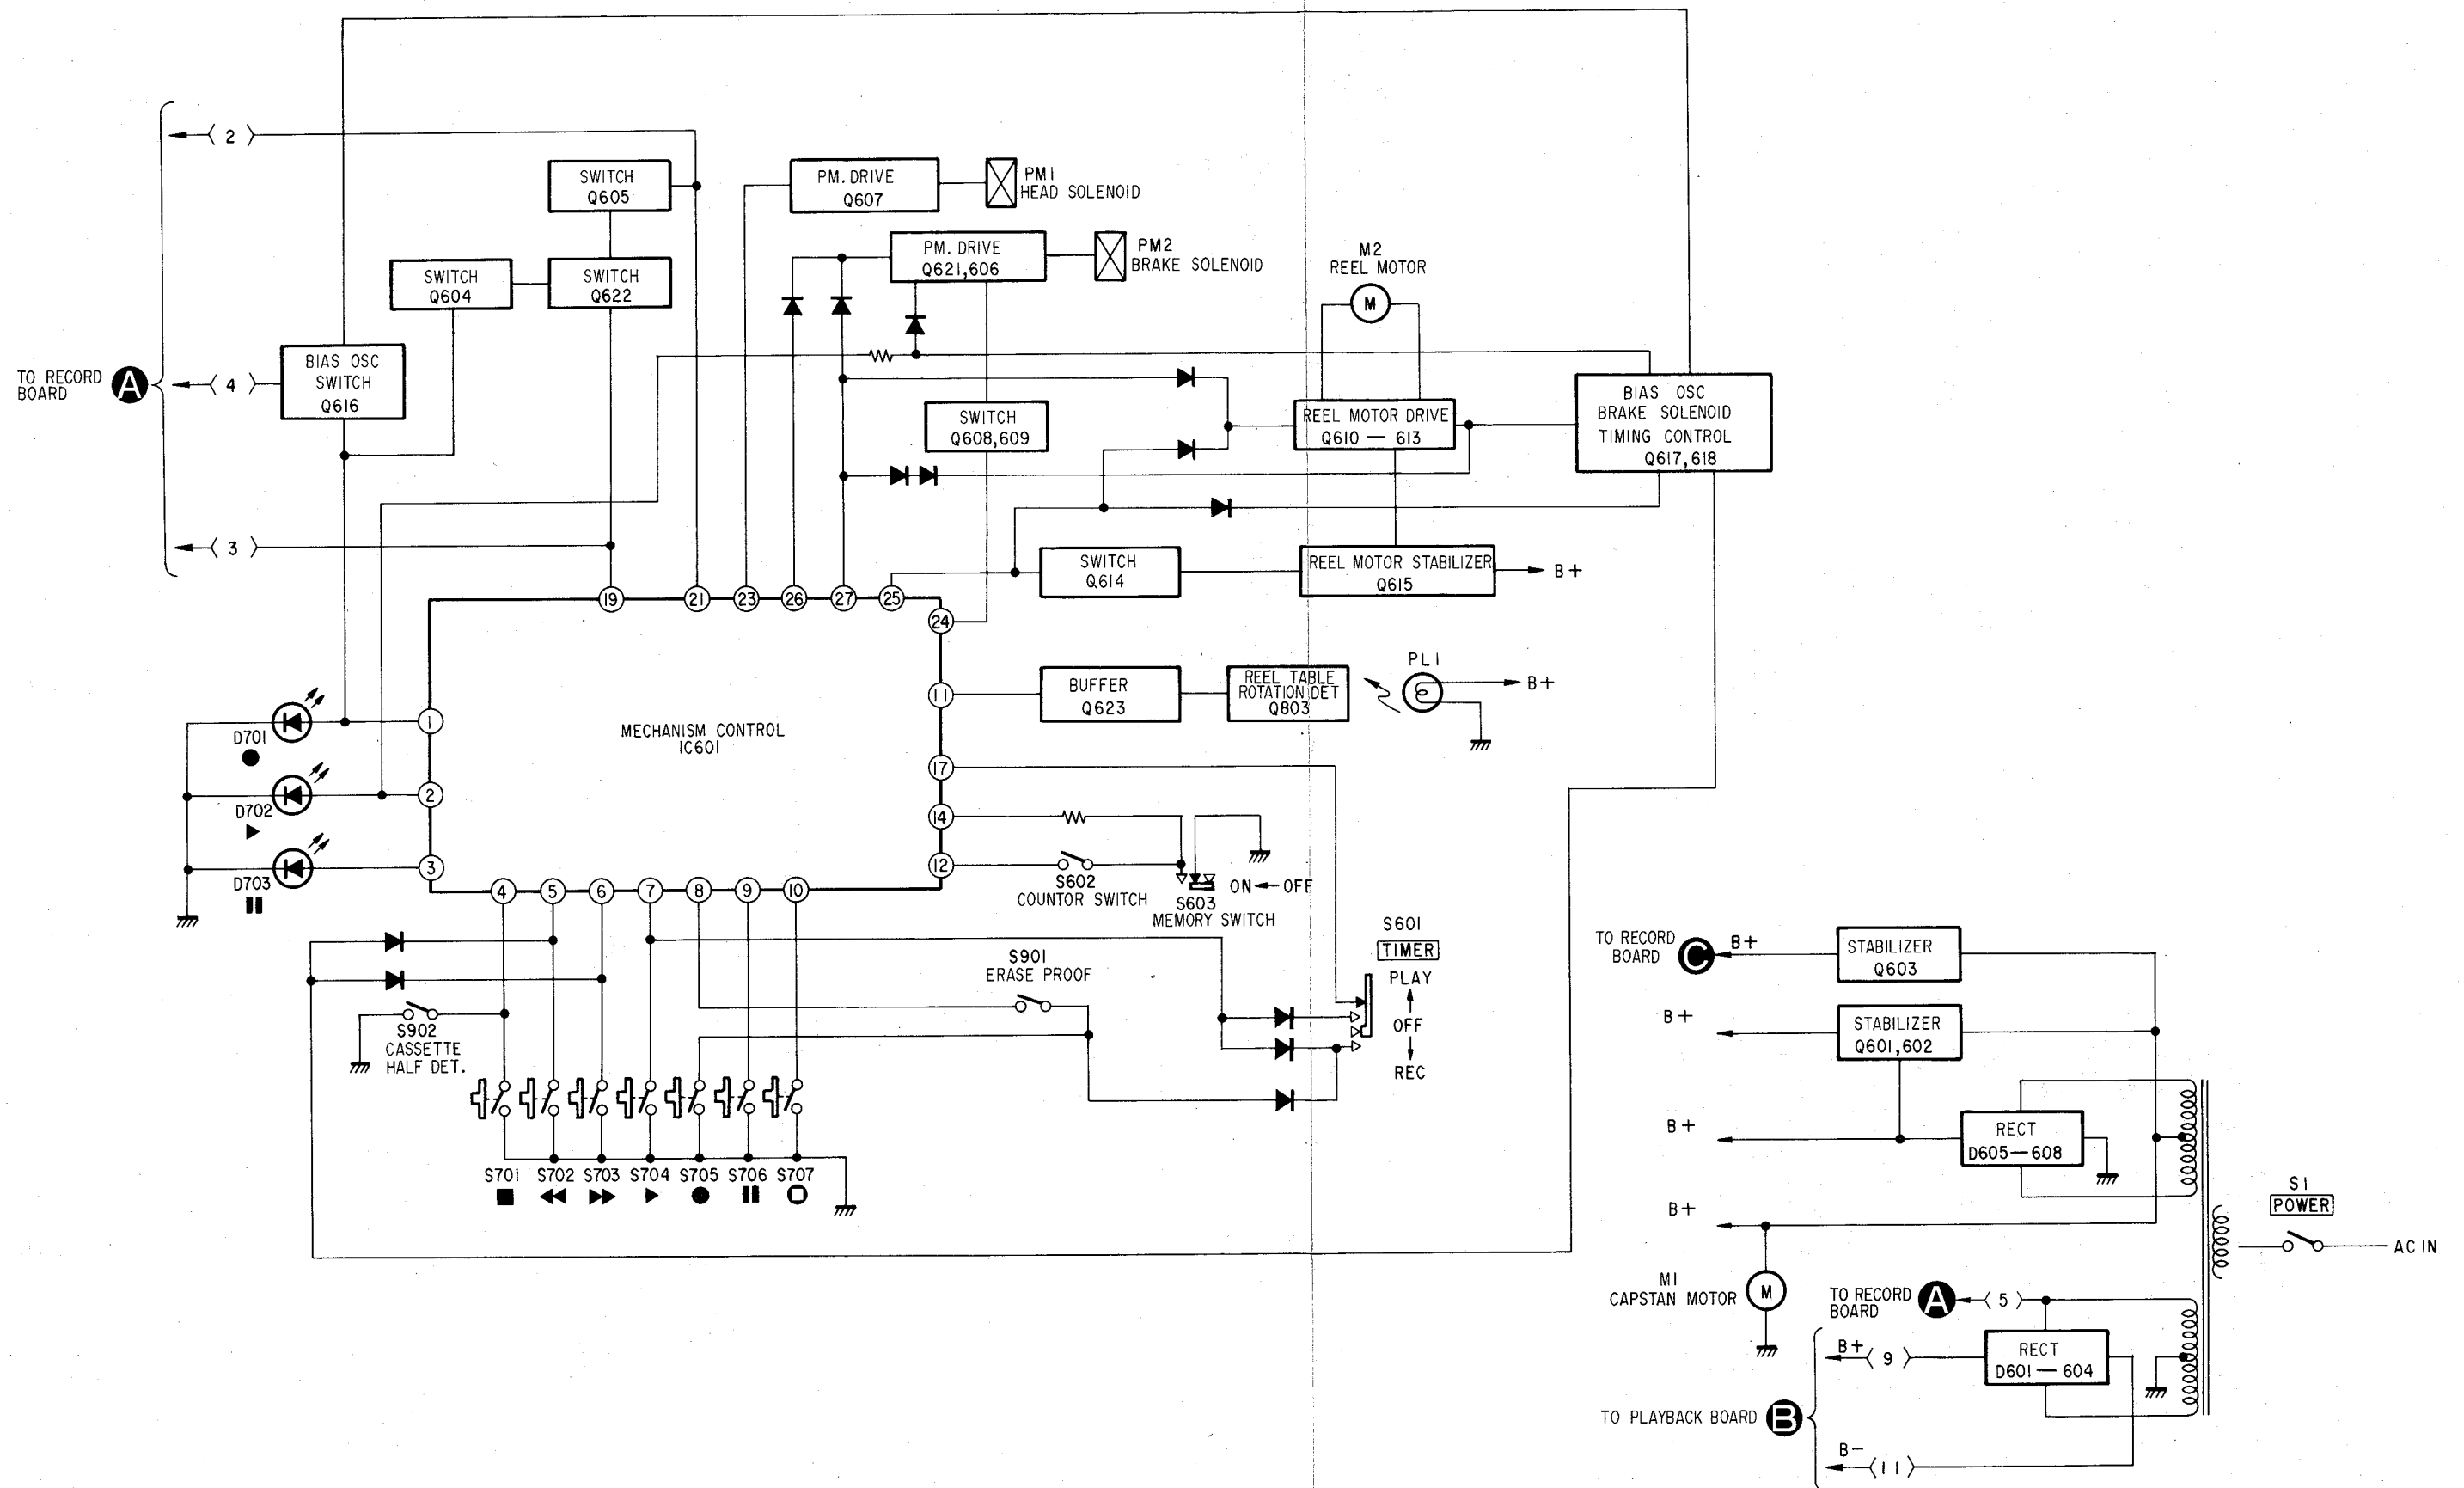 2
SWITCH
Q605
PM. DRIVE
Q607
PM1
HEAD SOLENOID
PM. DRIVE
Q621,606
PM2
BRAKE SOLENOID
SWITCH
Q604
SWITCH
Q622
M2
REEL MOTOR
M
TO RECORD
BOARD
A
4
BIAS OSC
SWITCH
Q616
SWITCH
Q608,609
REEL MOTOR DRIVE
Q610 — 613
BIAS OSC
BRAKE SOLENOID
TIMING CONTROL
Q617,618
3
SWITCH
Q614
REEL MOTOR STABILIZER
Q615
B+
19
21
23
26
27
25
24
11
17
14
12
1
2
3
4
5
6
7
8
9
10
MECHANISM CONTROL
IC601
BUFFER
Q623
REEL TABLE
ROTATION DET
Q803
PL1
B+
D701
D702
D703
S602
COUNTOR SWITCH
S603
MEMORY SWITCH
ON ← OFF
S901
ERASE PROOF
S601
TIMER
PLAY
OFF
REC
S902
CASSETTE
HALF DET.
S701
S702
S703
S704
S705
S706
S707
TO RECORD
BOARD
C
B+
STABILIZER
Q603
B+
STABILIZER
Q601,602
B+
RECT
D605—608
B+
S1
POWER
AC IN
M1
CAPSTAN MOTOR
M
TO RECORD
BOARD
A
5
B+
9
RECT
D601 — 604
TO PLAYBACK BOARD
B
B−
11